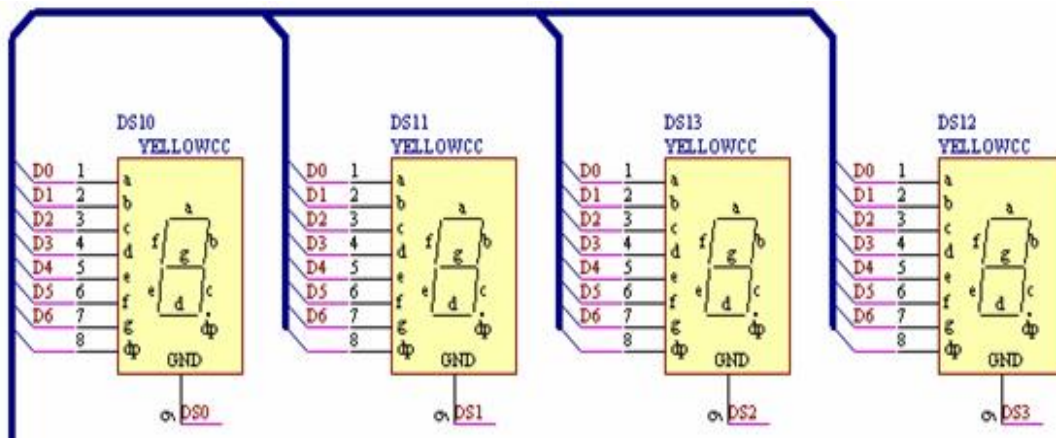 DS10 DS11 DS13 DS12
YELLOWCC YELLOWCC YELLOWCC YELLOWCC
D0 1 a D0 1 a D0 1 a D0 1 a
D1 2 b D1 2 b D1 2 b D1 2 b
D2 3 c D2 3 c D2 3 c D2 3 c
D3 4 d D3 4 d D3 4 d D3 4 d
D4 5 e D4 5 e D4 5 e D4 5 e
D5 6 f D5 6 f D5 6 f D5 6 f
D6 7 g D6 7 g D6 7 g D6 7 g
8 dp 8 dp 8 dp 8 dp
a a a a
f b f b f b f b
g g g g
e c e c e c e c
d d d d
dp dp dp dp
GND GND GND GND
9 DS0 9 DS1 9 DS2 9 DS3